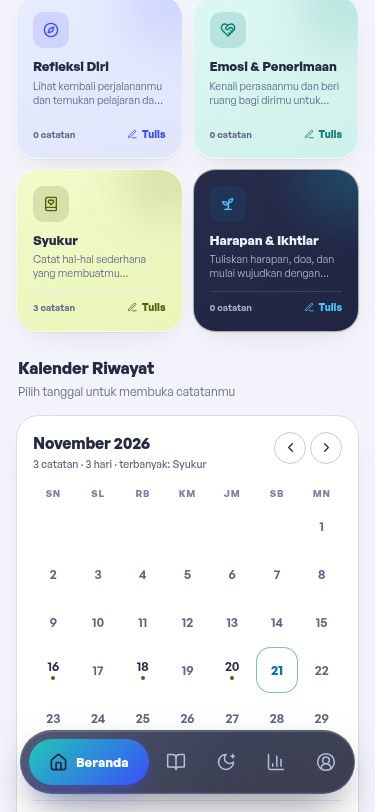 Refleksi Diri
Lihat kembali perjalananmu
dan temukan pelajaran da...
0 catatan
Tulis
Emosi & Penerimaan
Kenali perasaanmu dan beri
ruang bagi dirimu untuk...
0 catatan
Tulis
Syukur
Catat hal-hal sederhana
yang membuatmu...
3 catatan
Tulis
Harapan & Ikhtiar
Tuliskan harapan, doa, dan
mulai wujudkan dengan...
0 catatan
Tulis
Kalender Riwayat
Pilih tanggal untuk membuka catatanmu
November 2026
3 catatan · 3 hari · terbanyak: Syukur
SN SL RB KM JM SB MN
1
2 3 4 5 6 7 8
9 10 11 12 13 14 15
16 17 18 19 20 21 22
23 24 25 26 27 28 29
Beranda